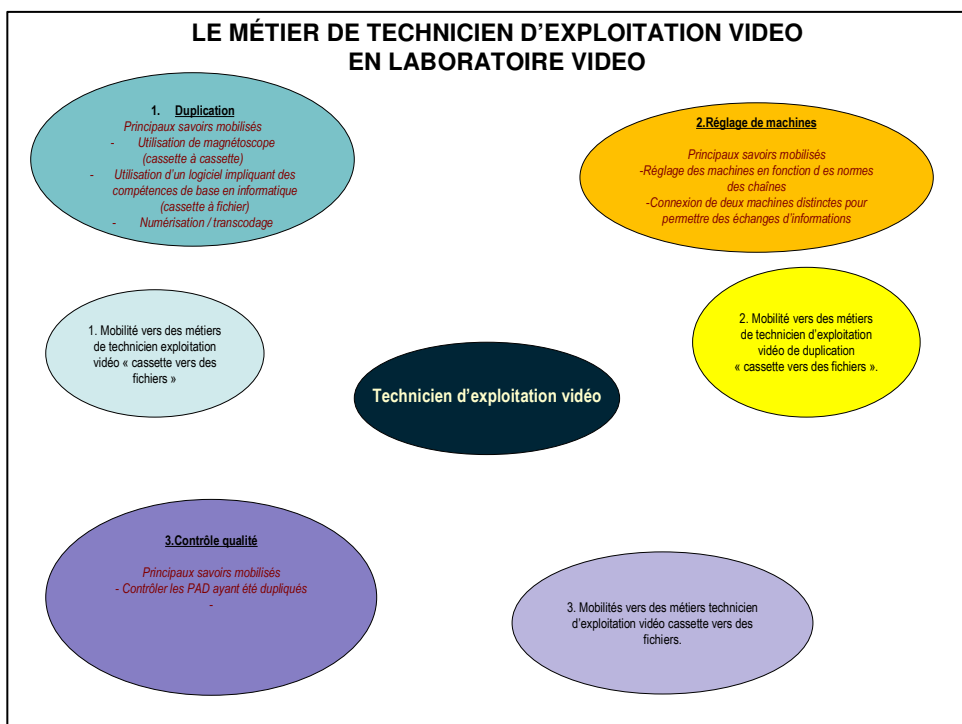 LE MÉTIER DE TECHNICIEN D'EXPLOITATION VIDEO
EN LABORATOIRE VIDEO
1. Duplication
Principaux savoirs mobilisés
- Utilisation de magnétoscope
(cassette à cassette)
- Utilisation d'un logiciel impliquant des
compétences de base en informatique
(cassette à fichier)
- Numérisation / transcodage
2.Réglage de machines
Principaux savoirs mobilisés
-Réglage des machines en fonction d es normes
des chaînes
-Connexion de deux machines distinctes pour
permettre des échanges d'informations
1. Mobilité vers des métiers
de technicien exploitation
vidéo « cassette vers des
fichiers »
2. Mobilité vers des métiers
de technicien d'exploitation
vidéo de duplication
« cassette vers des fichiers ».
Technicien d'exploitation vidéo
3.Contrôle qualité
Principaux savoirs mobilisés
- Contrôler les PAD ayant été dupliqués
-
3. Mobilités vers des métiers technicien
d'exploitation vidéo cassette vers des
fichiers.